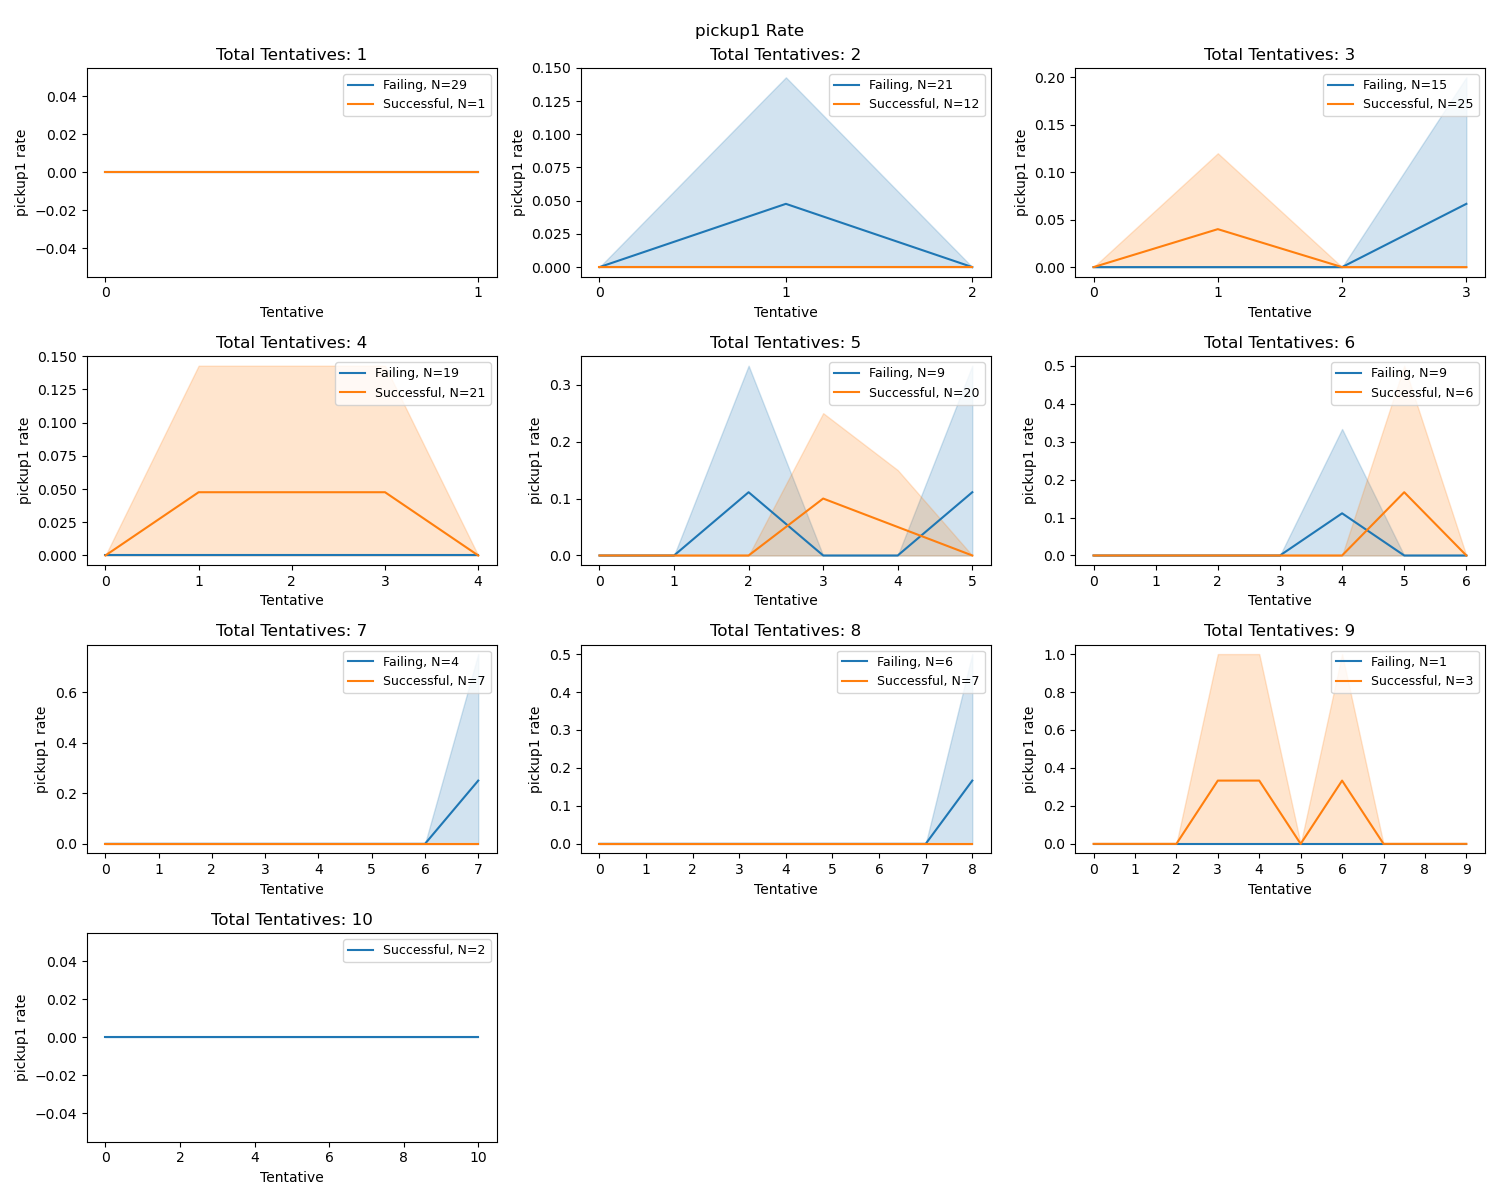 pickup1 Rate
Total Tentatives: 1
Failing, N=29
Successful, N=1
0.04
0.02
0.00
−0.02
−0.04
pickup1 rate
0 1
Tentative
Total Tentatives: 2
Failing, N=21
Successful, N=12
0.150
0.125
0.100
0.075
0.050
0.025
0.000
pickup1 rate
0 1 2
Tentative
Total Tentatives: 3
Failing, N=15
Successful, N=25
0.20
0.15
0.10
0.05
0.00
pickup1 rate
0 1 2 3
Tentative
Total Tentatives: 4
Failing, N=19
Successful, N=21
0.150
0.125
0.100
0.075
0.050
0.025
0.000
pickup1 rate
0 1 2 3 4
Tentative
Total Tentatives: 5
Failing, N=9
Successful, N=20
0.3
0.2
0.1
0.0
pickup1 rate
0 1 2 3 4 5
Tentative
Total Tentatives: 6
Failing, N=9
Successful, N=6
0.5
0.4
0.3
0.2
0.1
0.0
pickup1 rate
0 1 2 3 4 5 6
Tentative
Total Tentatives: 7
Failing, N=4
Successful, N=7
0.6
0.4
0.2
0.0
pickup1 rate
0 1 2 3 4 5 6 7
Tentative
Total Tentatives: 8
Failing, N=6
Successful, N=7
0.5
0.4
0.3
0.2
0.1
0.0
pickup1 rate
0 1 2 3 4 5 6 7 8
Tentative
Total Tentatives: 9
Failing, N=1
Successful, N=3
1.0
0.8
0.6
0.4
0.2
0.0
pickup1 rate
0 1 2 3 4 5 6 7 8 9
Tentative
Total Tentatives: 10
Successful, N=2
0.04
0.02
0.00
−0.02
−0.04
pickup1 rate
0 2 4 6 8 10
Tentative